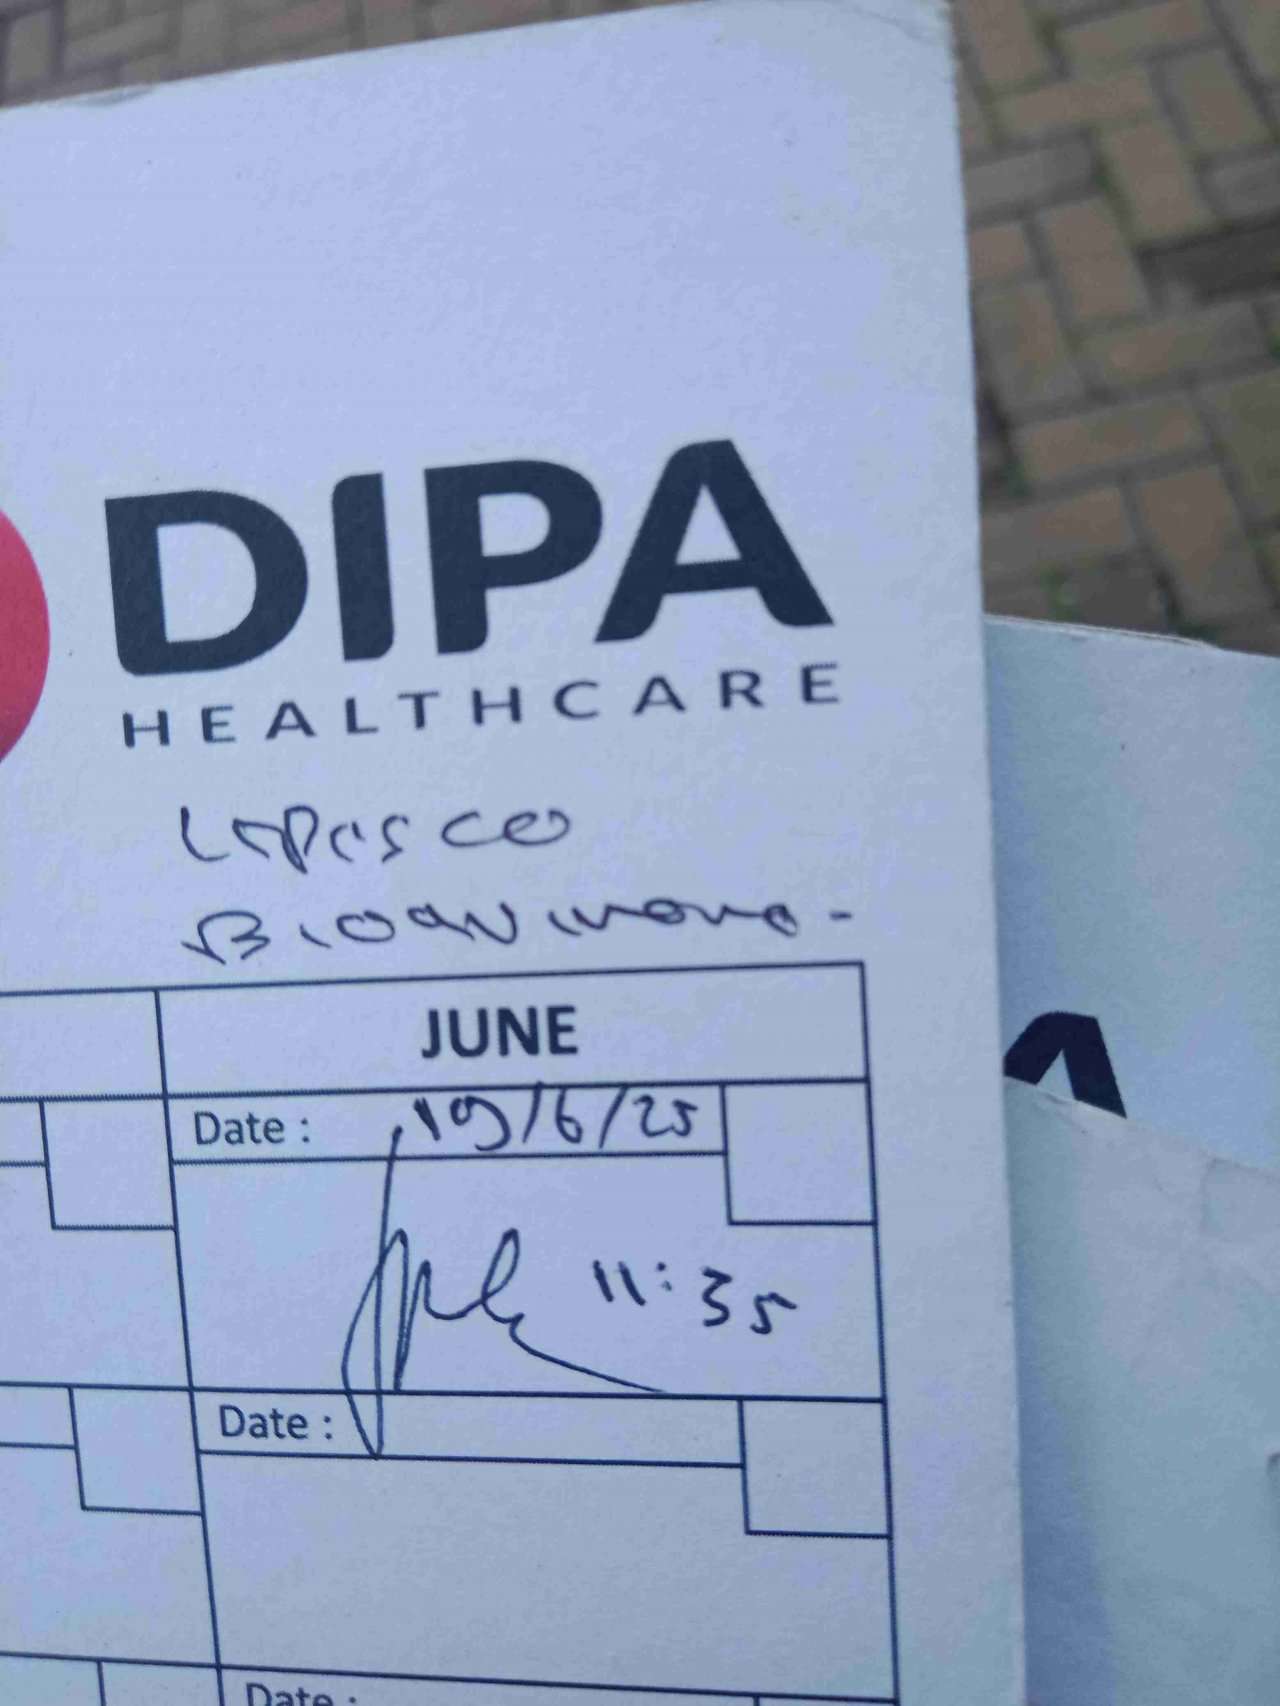 DIPA
HEALTHCARE
JUNE
Date : 19/6/25
11:35
Date :
Date :
A